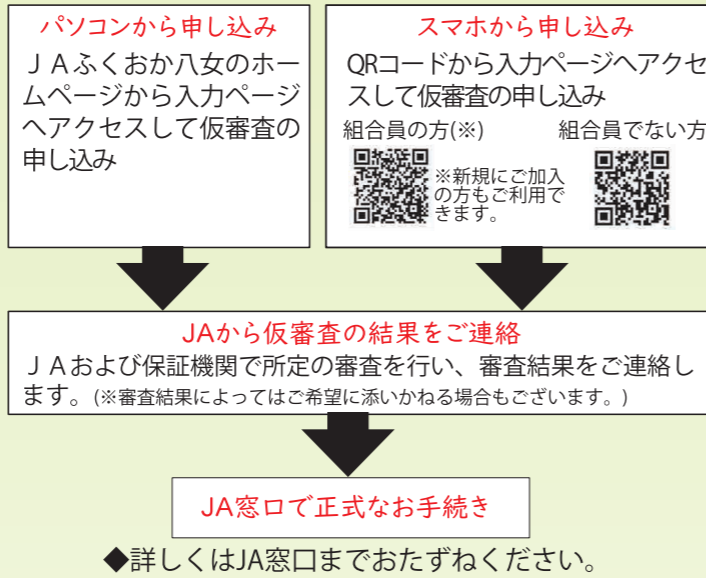 パソコンから申し込み
ＪＡふくおか八女のホー
ムページから入力ページ
へアクセスして仮審査の
申し込み
スマホから申し込み
QRコードから入力ページへアクセ
スして仮審査の申し込み
組合員の方(※)
※新規にご加入
の方もご利用で
きます。
組合員でない方
JAから仮審査の結果をご連絡
ＪＡおよび保証機関で所定の審査を行い、審査結果をご連絡し
ます。(※審査結果によってはご希望に添いかねる場合もございます。)
JA窓口で正式なお手続き
◆詳しくはJA窓口までおたずねください。